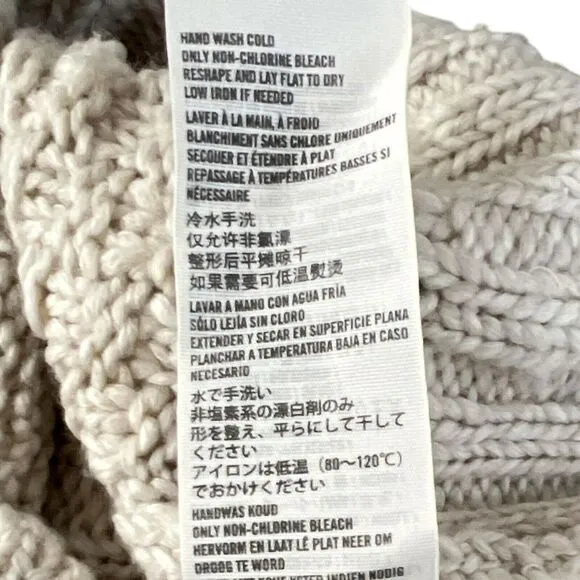 HAND WASH COLD
ONLY NON-CHLORINE BLEACH
RESHAPE AND LAY FLAT TO DRY
LOW IRON IF NEEDED
LAVER À LA MAIN, À FROID
BLANCHIMENT SANS CHLORE UNIQUEMENT
SECOUER ET ÉTENDRE À PLAT
REPASSAGE À TEMPÉRATURES BASSES SI
NÉCESSAIRE
冷水手洗
仅允许非氯漂
整形后平摊晾干
如果需要可低温熨烫
LAVAR A MANO CON AGUA FRÍA
SÓLO LEJÍA SIN CLORO
EXTENDER Y SECAR EN SUPERFICIE PLANA
PLANCHAR A TEMPERATURA BAJA EN CASO
NECESARIO
水で手洗い
非塩素系の漂白剤のみ
形を整え、平らにして干して
ください
アイロンは低温（80～120℃）
でおかけください
HANDWAS KOUD
ONLY NON-CHLORINE BLEACH
HERVORM EN LAAT LÉ PLAT NEER OM
DROOG TE WORD
INDIEN NODIG